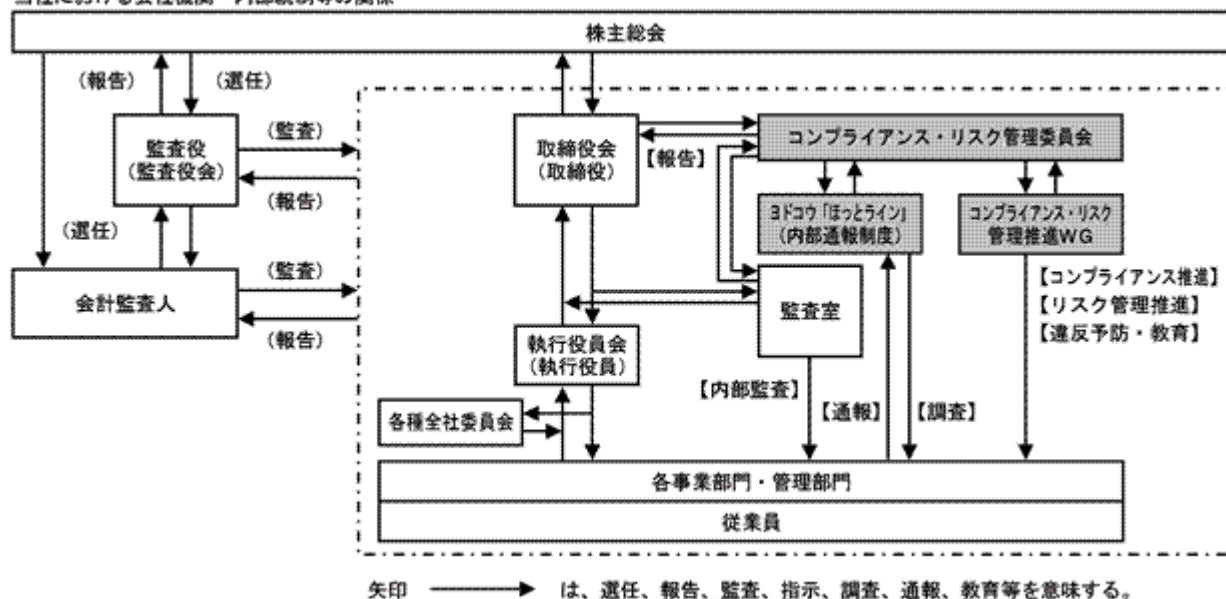 株主総会
(報告)
(選任)
監査役
(監査役会)
(監査)
(報告)
(選任)
会計監査人
(監査)
(報告)
取締役会
(取締役)
【報告】
コンプライアンス・リスク管理委員会
ヨドコウ「ほっとライン」
(内部通報制度)
コンプライアンス・リスク
管理推進WG
【コンプライアンス推進】
【リスク管理推進】
【違反予防・教育】
監査室
執行役員会
(執行役員)
【内部監査】
【通報】
【調査】
各種全社委員会
各事業部門・管理部門
従業員
矢印 は、選任、報告、監査、指示、調査、通報、教育等を意味する。